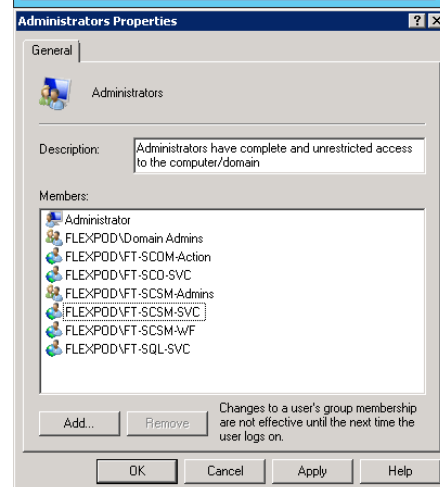 Administrators Properties
General
Administrators
Description:
Administrators have complete and unrestricted access
to the computer/domain
Members:
Administrator
FLEXPOD\Domain Admins
FLEXPOD\FT-SCOM-Action
FLEXPOD\FT-SCO-SVC
FLEXPOD\FT-SCSM-Admins
FLEXPOD\FT-SCSM-SVC
FLEXPOD\FT-SCSM-WF
FLEXPOD\FT-SQL-SVC
Add...
Remove
Changes to a user's group membership
are not effective until the next time the
user logs on.
OK
Cancel
Apply
Help